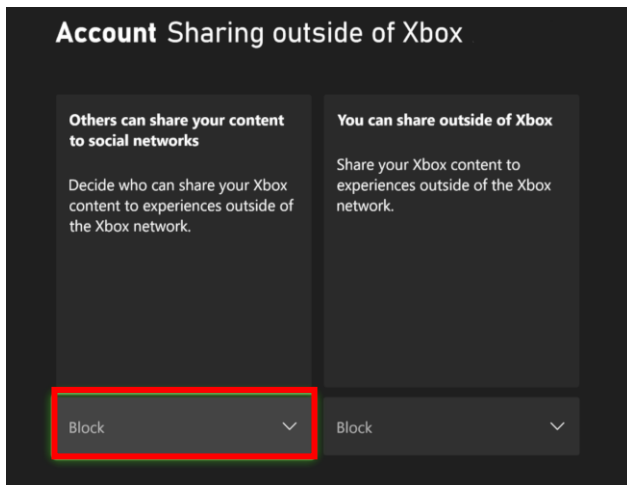 Account Sharing outside of Xbox
Others can share your content
to social networks
Decide who can share your Xbox
content to experiences outside of
the Xbox network.
Block
You can share outside of Xbox
Share your Xbox content to
experiences outside of the Xbox
network.
Block